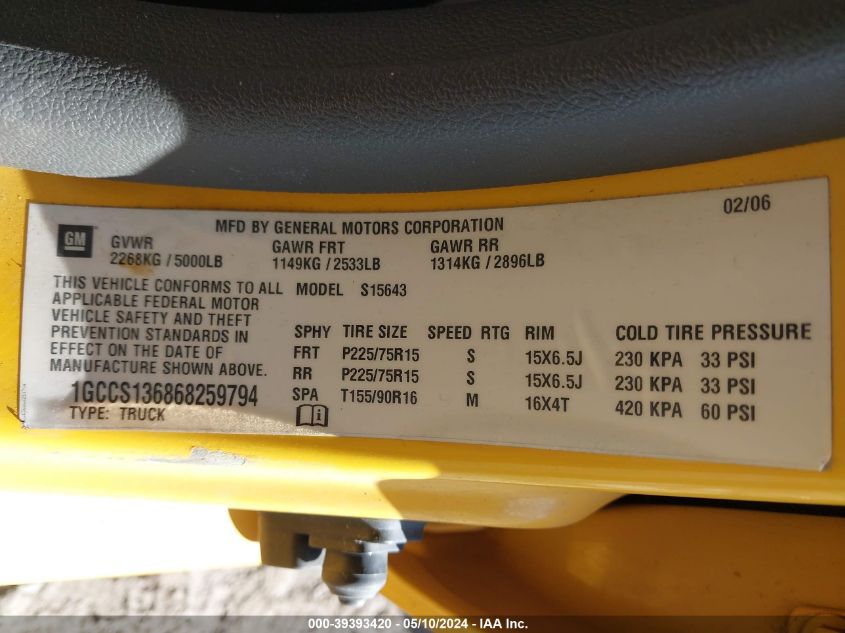 02/06
MFD BY GENERAL MOTORS CORPORATION
GM
GVWR GAWR FRT GAWR RR
2268KG / 5000LB 1149KG / 2533LB 1314KG / 2896LB
THIS VEHICLE CONFORMS TO ALL
APPLICABLE FEDERAL MOTOR
VEHICLE SAFETY AND THEFT
PREVENTION STANDARDS IN
EFFECT ON THE DATE OF
MANUFACTURE SHOWN ABOVE.
1GCCS136868259794
TYPE: TRUCK
MODEL S15643
SPHY TIRE SIZE SPEED RTG RIM COLD TIRE PRESSURE
FRT P225/75R15 S 15X6.5J 230 KPA 33 PSI
RR P225/75R15 S 15X6.5J 230 KPA 33 PSI
SPA T155/90R16 M 16X4T 420 KPA 60 PSI
000-39393420 - 05/10/2024 - IAA Inc.